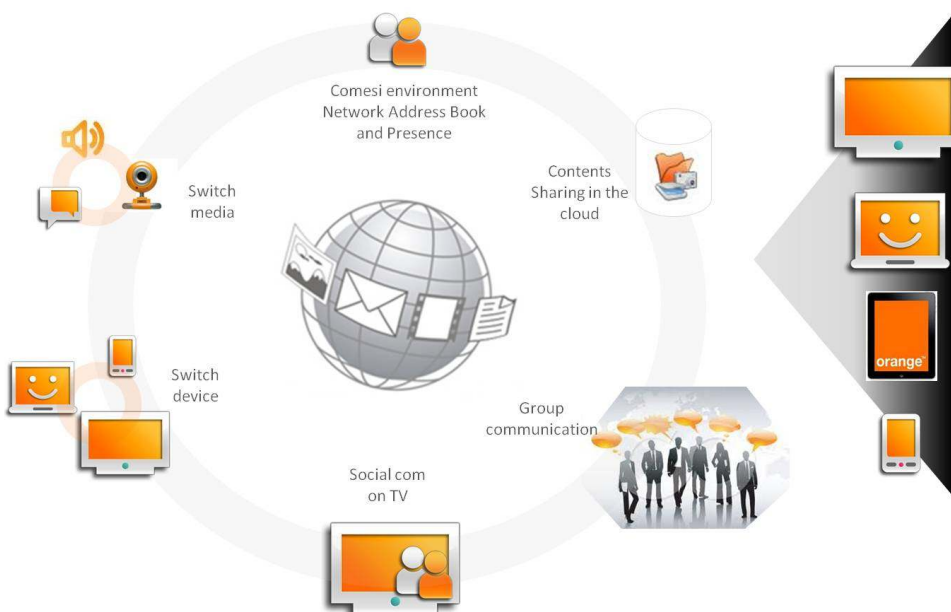 Comesi environment
Network Address Book
and Presence
Contents
Sharing in the
cloud
Switch
media
Switch
device
Group
communication
Social com
on TV
orange™